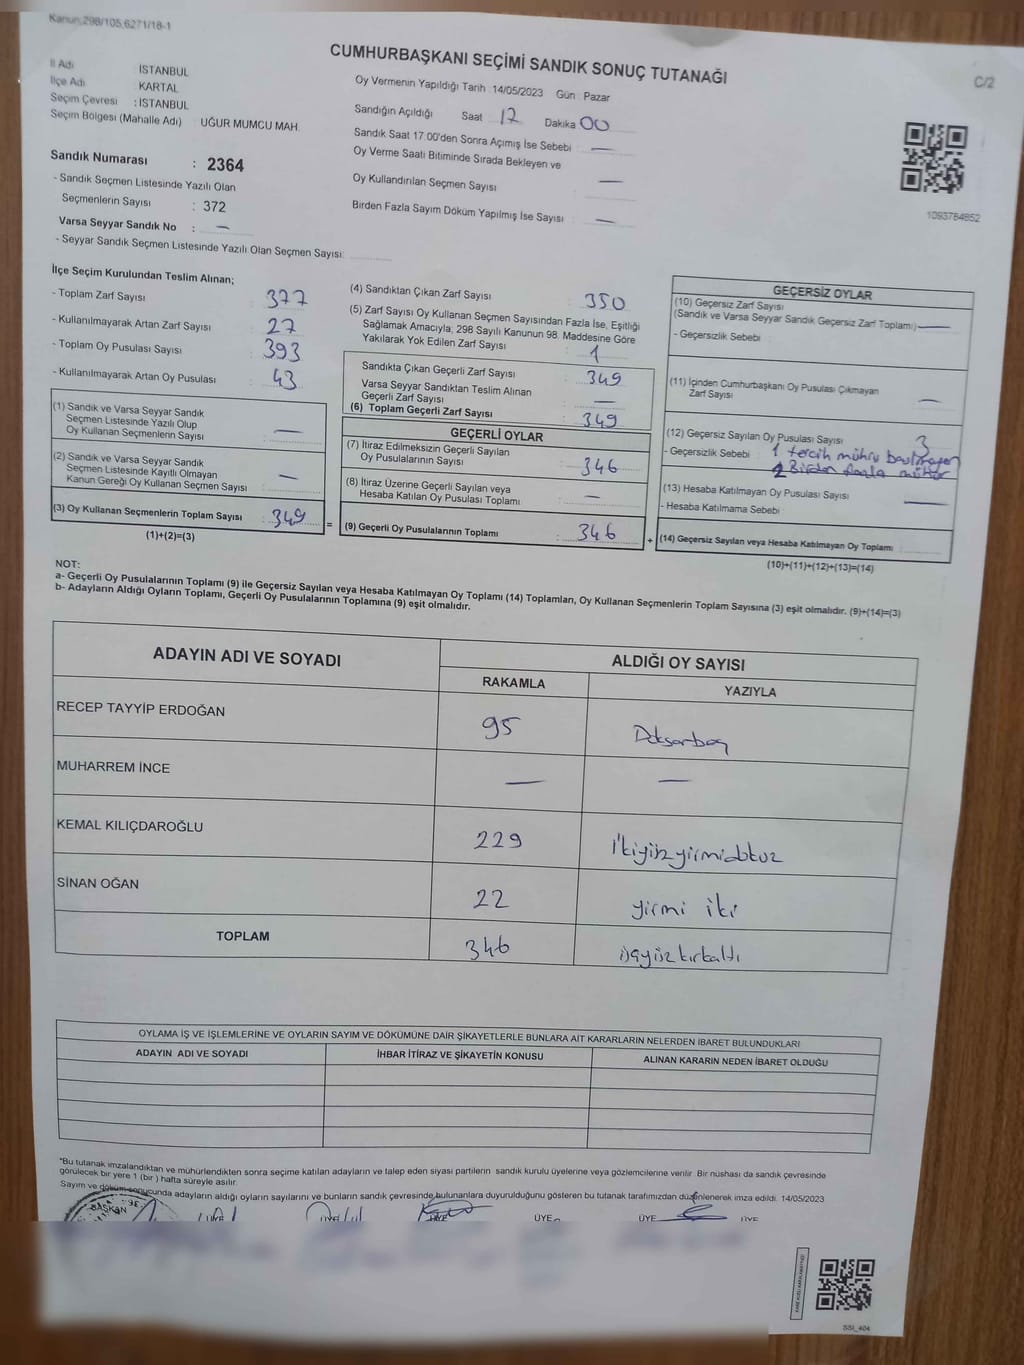 Kanun;298/105,6271/18-1
CUMHURBAŞKANI SEÇİMİ SANDIK SONUÇ TUTANAĞI
C/2
İl Adı : İSTANBUL
İlçe Adı : KARTAL
Seçim Çevresi : İSTANBUL
Seçim Bölgesi (Mahalle Adı) : UĞUR MUMCU MAH.
Oy Vermenin Yapıldığı Tarih :14/05/2023 Gün : Pazar
Sandığın Açıldığı Saat 17 Dakika 00
Sandık Saat 17:00'den Sonra Açımış İse Sebebi : —
Oy Verme Saati Bitiminde Sırada Bekleyen ve
Oy Kullandırılan Seçmen Sayısı : —
Birden Fazla Sayım Döküm Yapılmış İse Sayısı : —
1093784852
Sandık Numarası : 2364
- Sandık Seçmen Listesinde Yazılı Olan
Seçmenlerin Sayısı : 372
Varsa Seyyar Sandık No : —
- Seyyar Sandık Seçmen Listesinde Yazılı Olan Seçmen Sayısı:
İlçe Seçim Kurulundan Teslim Alınan;
- Toplam Zarf Sayısı : 377
- Kullanılmayarak Artan Zarf Sayısı : 27
- Toplam Oy Pusulası Sayısı : 393
- Kullanılmayarak Artan Oy Pusulası : 43
(1) Sandık ve Varsa Seyyar Sandık
Seçmen Listesinde Yazılı Olup
Oy Kullanan Seçmenlerin Sayısı : —
(2) Sandık ve Varsa Seyyar Sandık
Seçmen Listesinde Kayıtlı Olmayan
Kanun Gereği Oy Kullanan Seçmen Sayısı : —
(3) Oy Kullanan Seçmenlerin Toplam Sayısı : 349 =
(1)+(2)=(3)
(4) Sandıktan Çıkan Zarf Sayısı : 350
(5) Zarf Sayısı Oy Kullanan Seçmen Sayısından Fazla İse, Eşitliği
Sağlamak Amacıyla; 298 Sayılı Kanunun 98. Maddesine Göre
Yakılarak Yok Edilen Zarf Sayısı : 1
Sandıkta Çıkan Geçerli Zarf Sayısı : 349
Varsa Seyyar Sandıktan Teslim Alınan
Geçerli Zarf Sayısı : —
(6) Toplam Geçerli Zarf Sayısı : 349
GEÇERLİ OYLAR
(7) İtiraz Edilmeksizin Geçerli Sayılan
Oy Pusulalarının Sayısı : 346
(8) İtiraz Üzerine Geçerli Sayılan veya
Hesaba Katılan Oy Pusulası Toplamı : —
(9) Geçerli Oy Pusulalarının Toplamı : 346 +
GEÇERSİZ OYLAR
(10) Geçersiz Zarf Sayısı
(Sandık ve Varsa Seyyar Sandık Geçersiz Zarf Toplamı) : —
- Geçersizlik Sebebi :
(11) İçinden Cumhurbaşkanı Oy Pusulası Çıkmayan
Zarf Sayısı : —
(12) Geçersiz Sayılan Oy Pusulası Sayısı : 3
- Geçersizlik Sebebi : 1 tercih mührü basılmayan
2 Birden fazla mühür
(13) Hesaba Katılmayan Oy Pusulası Sayısı : —
- Hesaba Katılmama Sebebi :
(14) Geçersiz Sayılan veya Hesaba Katılmayan Oy Toplamı :
(10)+(11)+(12)+(13)=(14)
NOT:
a- Geçerli Oy Pusulalarının Toplamı (9) ile Geçersiz Sayılan veya Hesaba Katılmayan Oy Toplamı (14) Toplamları, Oy Kullanan Seçmenlerin Toplam Sayısına (3) eşit olmalıdır. (9)+(14)=(3)
b- Adayların Aldığı Oyların Toplamı, Geçerli Oy Pusulalarının Toplamına (9) eşit olmalıdır.
ADAYIN ADI VE SOYADI ALDIĞI OY SAYISI
RAKAMLA YAZIYLA
RECEP TAYYİP ERDOĞAN 95 Doksanbeş
MUHARREM İNCE — —
KEMAL KILIÇDAROĞLU 229 İkiyüzyirmidokuz
SİNAN OĞAN 22 yirmi iki
TOPLAM 346 üçyüzkırkaltı
OYLAMA İŞ VE İŞLEMLERİNE VE OYLARIN SAYIM VE DÖKÜMÜNE DAİR ŞİKAYETLERLE BUNLARA AİT KARARLARIN NELERDEN İBARET BULUNDUKLARI
ADAYIN ADI VE SOYADI İHBAR İTİRAZ VE ŞİKAYETİN KONUSU ALINAN KARARIN NEDEN İBARET OLDUĞU
"Bu tutanak imzalandıktan ve mühürlendikten sonra seçime katılan adayların ve talep eden siyasi partilerin sandık kurulu üyelerine veya gözlemcilerine verilir. Bir nüshası da sandık çevresinde
görülecek bir yere 1 (bir) hafta süreyle asılır.
Sayım ve döküm sonucunda adayların aldığı oyların sayılarını ve bunların sandık çevresinde bulunanlara duyurulduğunu gösteren bu tutanak tarafımızdan düzenlenerek imza edildi. 14/05/2023
BAŞKAN ÜYE ÜYE ÜYE ÜYE ÜYE
SSI_404